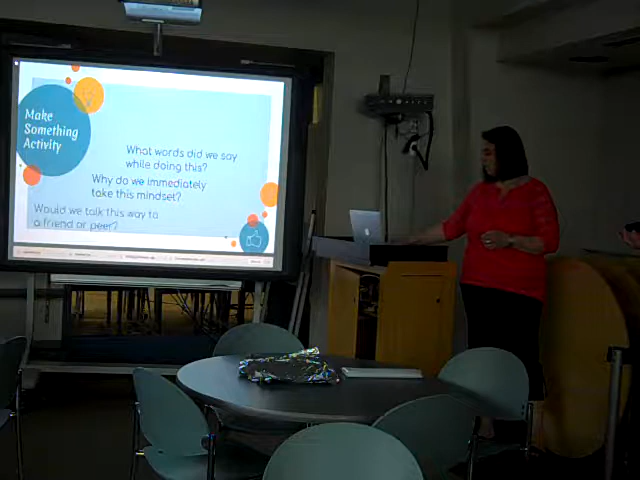 Make
Something
Activity
What words did we say
while doing this?
Why do we immediately
take this mindset?
Would we talk this way to
a friend or peer?